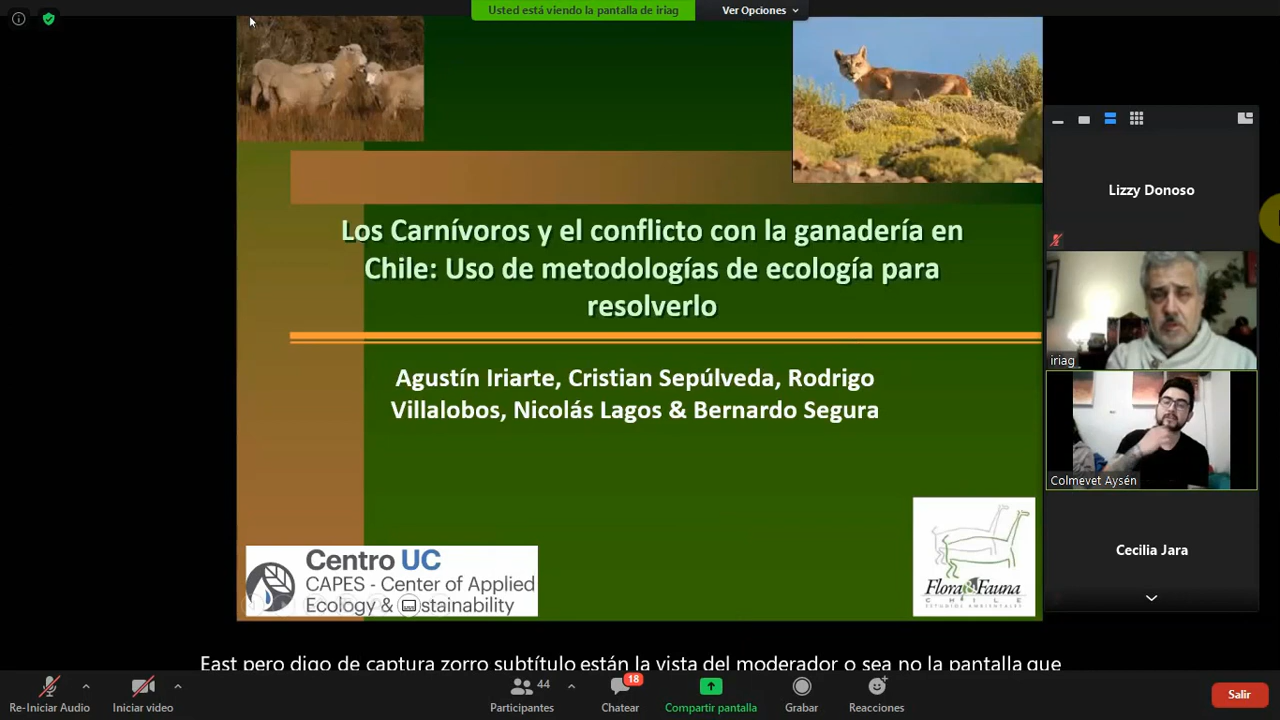 Usted está viendo la pantalla de iriag
Ver Opciones
Los Carnívoros y el conflicto con la ganadería en
Chile: Uso de metodologías de ecología para
resolverlo
Agustín Iriarte, Cristian Sepúlveda, Rodrigo
Villalobos, Nicolás Lagos & Bernardo Segura
Centro UC
CAPES - Center of Applied
Ecology & Sustainability
Flora & Fauna
CHILE
ESTUDIOS AMBIENTALES
Lizzy Donoso
iriag
Colmevet Aysén
Cecilia Jara
East pero digo de captura zorro subtítulo están la vista del moderador o sea no la pantalla que
Re-Iniciar Audio
Iniciar video
44
Participantes
18
Chatear
Compartir pantalla
Grabar
Reacciones
Salir